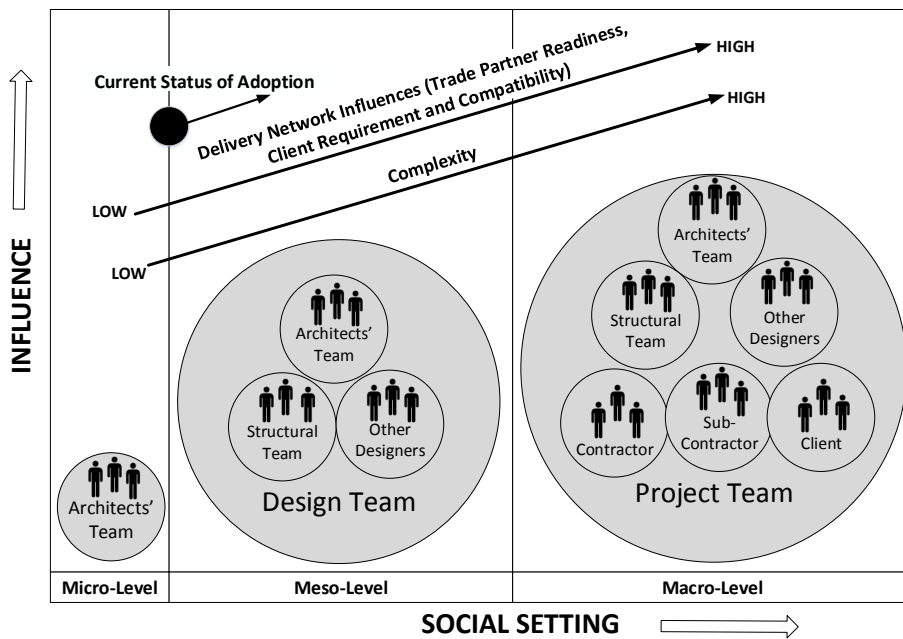 HIGH
Current Status of Adoption
Delivery Network Influences (Trade Partner Readiness,
Client Requirement and Compatibility)
HIGH
Complexity
LOW
LOW
INFLUENCE
Architects’
Team
Architects’
Team
Structural
Team
Other
Designers
Design Team
Architects’
Team
Structural
Team
Other
Designers
Contractor
Sub-
Contractor
Client
Project Team
Micro-Level
Meso-Level
Macro-Level
SOCIAL SETTING